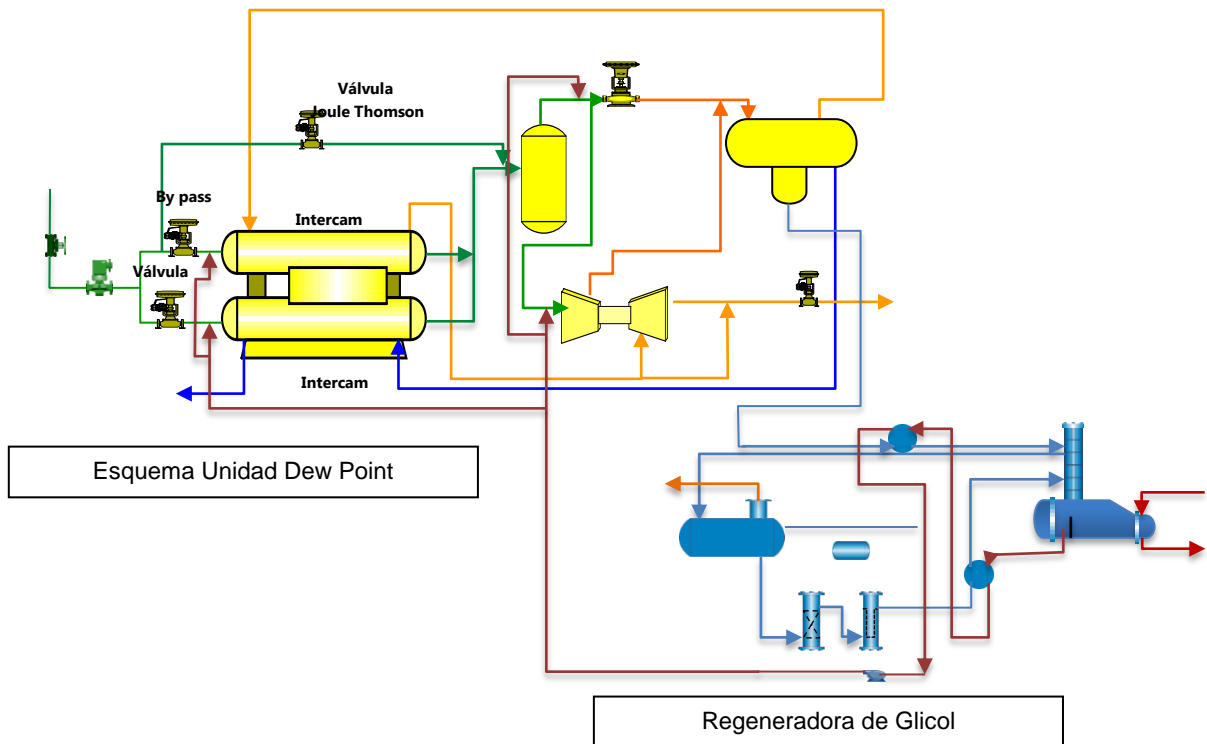 Válvula
Joule Thomson
By pass
Intercam
Válvula
Intercam
Esquema Unidad Dew Point
Regeneradora de Glicol